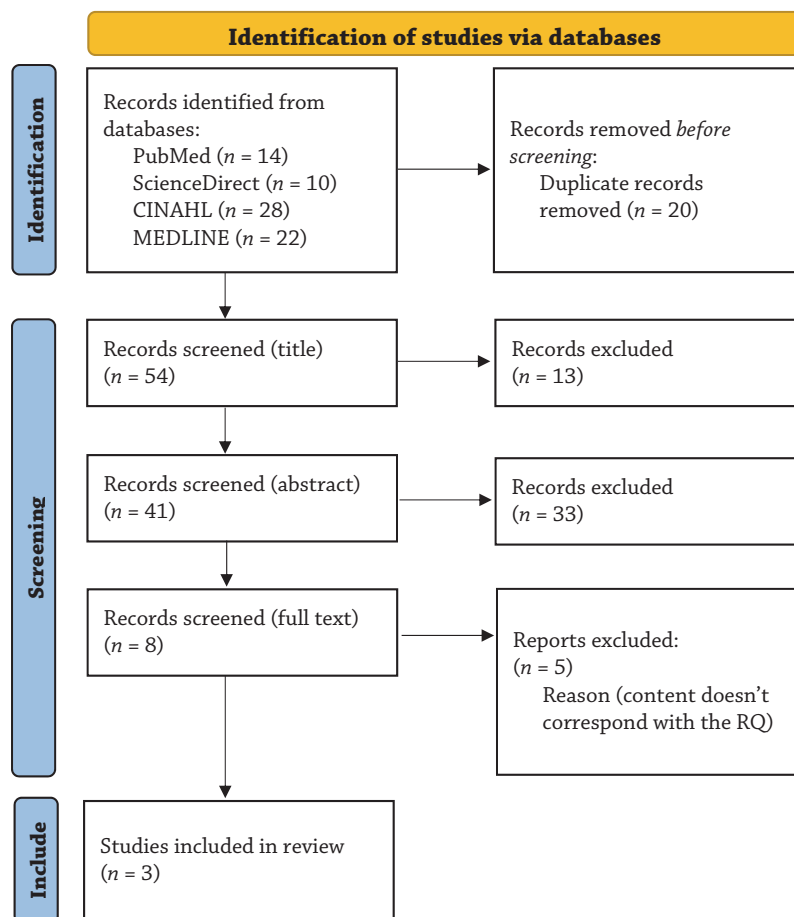 Identification of studies via databases
Identification
Records identified from
databases:
PubMed (n = 14)
ScienceDirect (n = 10)
CINAHL (n = 28)
MEDLINE (n = 22)
Records removed before
screening:
Duplicate records
removed (n = 20)
Screening
Records screened (title)
(n = 54)
Records excluded
(n = 13)
Records screened (abstract)
(n = 41)
Records excluded
(n = 33)
Records screened (full text)
(n = 8)
Reports excluded:
(n = 5)
Reason (content doesn’t
correspond with the RQ)
Include
Studies included in review
(n = 3)